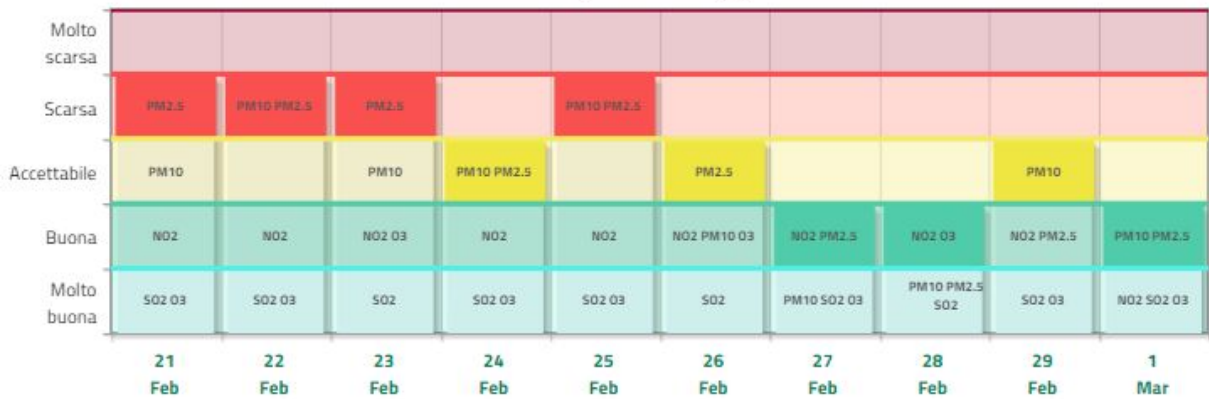 Molto
scarsa
Scarsa PM2.5 PM10 PM2.5 PM2.5 PM10 PM2.5
Accettabile PM10 PM10 PM10 PM2.5 PM2.5 PM10
Buona NO2 NO2 NO2 O3 NO2 NO2 NO2 PM10 O3 NO2 PM2.5 NO2 O3 NO2 PM2.5 PM10 PM2.5
Molto
buona SO2 O3 SO2 O3 SO2 SO2 O3 SO2 O3 SO2 PM10 SO2 O3 PM10 PM2.5
SO2 SO2 O3 NO2 SO2 O3
21 22 23 24 25 26 27 28 29 1
Feb Feb Feb Feb Feb Feb Feb Feb Feb Mar